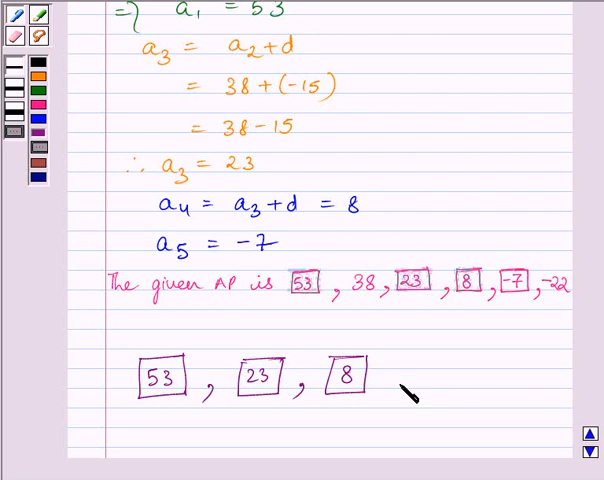 => a₁ = 53
a₃ = a₂+d
= 38+(-15)
= 38-15
∴ a₃ = 23
a₄ = a₃+d = 8
a₅ = -7
The given AP is 53, 38, 23, 8, -7, -22
53, 23, 8